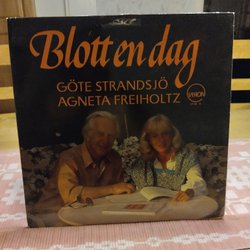 Blott en dag
GÖTE STRANDSJÖ
AGNETA FREIHOLTZ